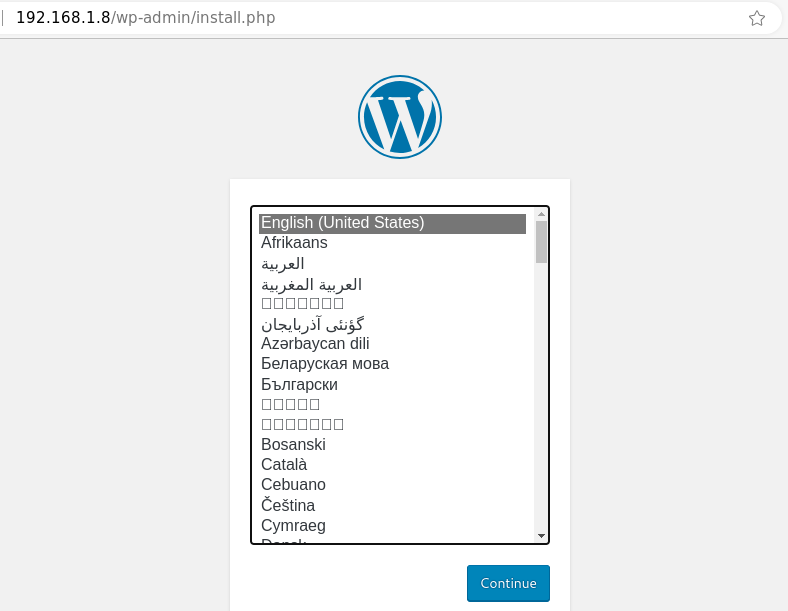 192.168.1.8/wp-admin/install.php
English (United States)
Afrikaans
العربية
العربية المغربية
گؤنئی آذربایجان
Azərbaycan dili
Беларуская мова
Български
Bosanski
Català
Cebuano
Čeština
Cymraeg
Dansk
Continue